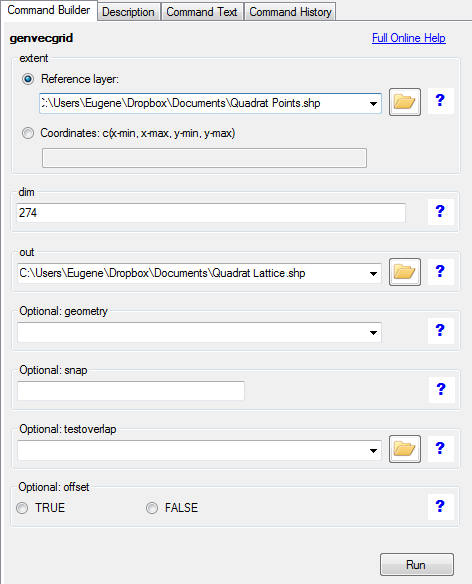 Command Builder Description Command Text Command History
genvecgrid Full Online Help
extent
Reference layer:
:\Users\Eugene\Dropbox\Documents\Quadrat Points.shp ?
Coordinates: c(x-min, x-max, y-min, y-max)
dim
274 ?
out
C:\Users\Eugene\Dropbox\Documents\Quadrat Lattice.shp ?
Optional: geometry
?
Optional: snap
?
Optional: testoverlap
?
Optional: offset
TRUE FALSE ?
Run